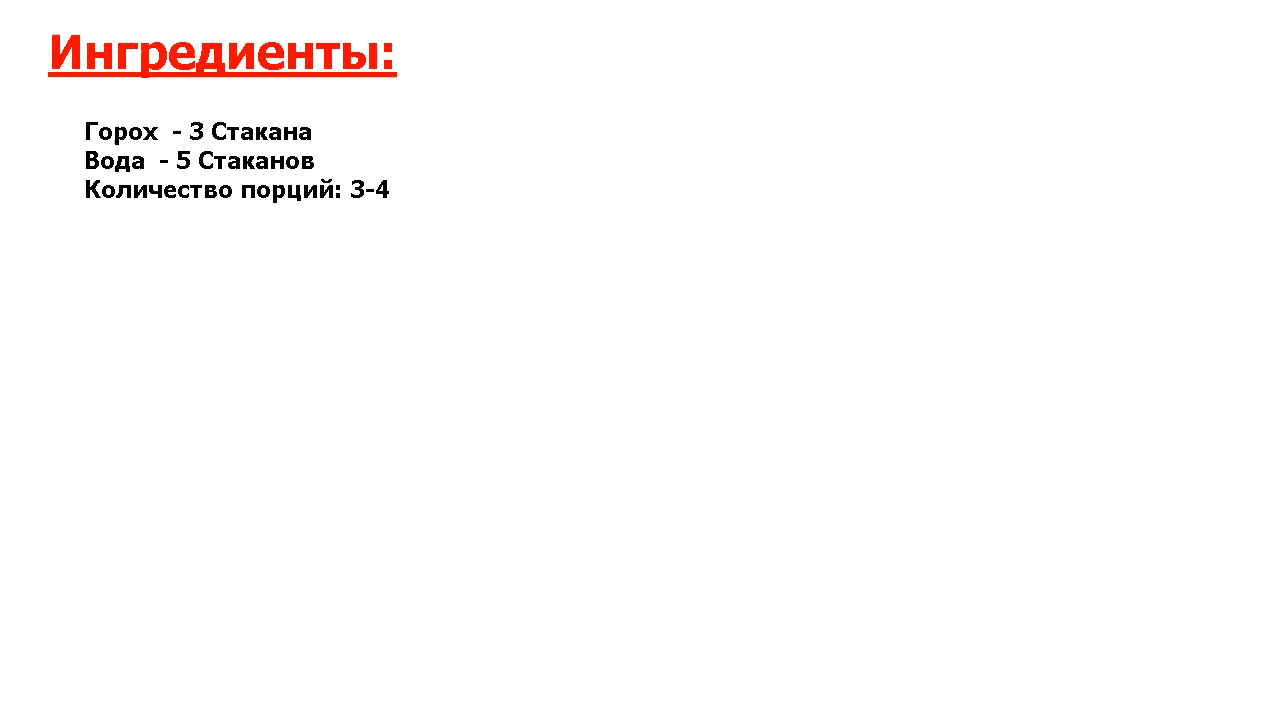 Ингредиенты:
Горох  - 3 Стакана
Вода  - 5 Стаканов
Количество порций: 3-4